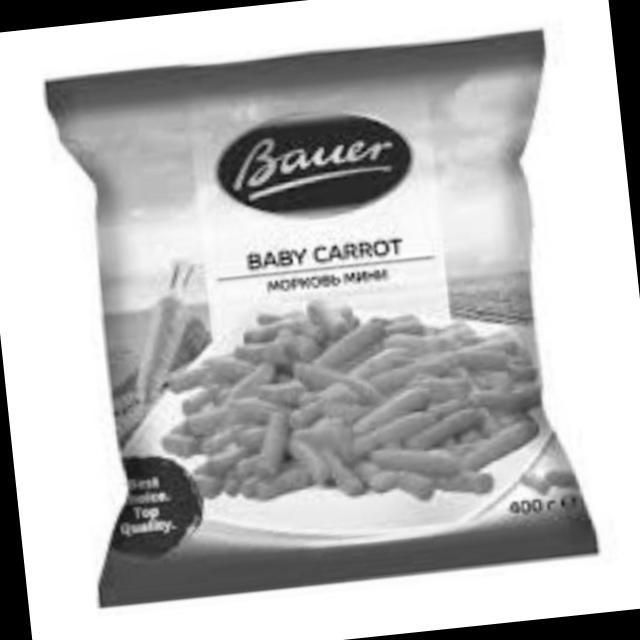 Bauer
BABY CARROT
МОРКОВЬ МИНИ
Best
Choice.
Top
Quality.
400 г